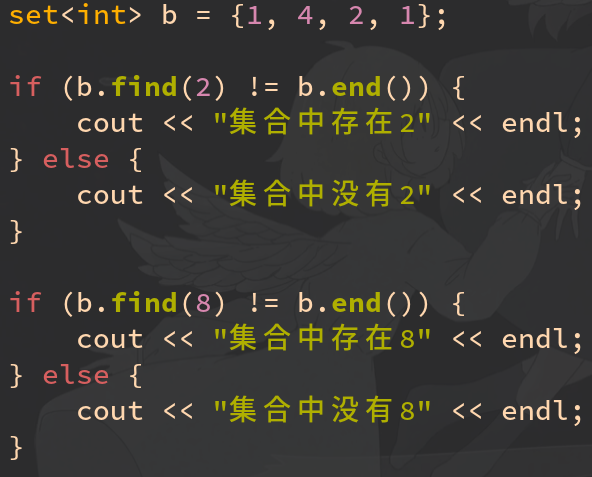 set<int> b = {1, 4, 2, 1};
if (b.find(2) != b.end()) {
    cout << "集合中存在2" << endl;
} else {
    cout << "集合中没有2" << endl;
}
if (b.find(8) != b.end()) {
    cout << "集合中存在8" << endl;
} else {
    cout << "集合中没有8" << endl;
}